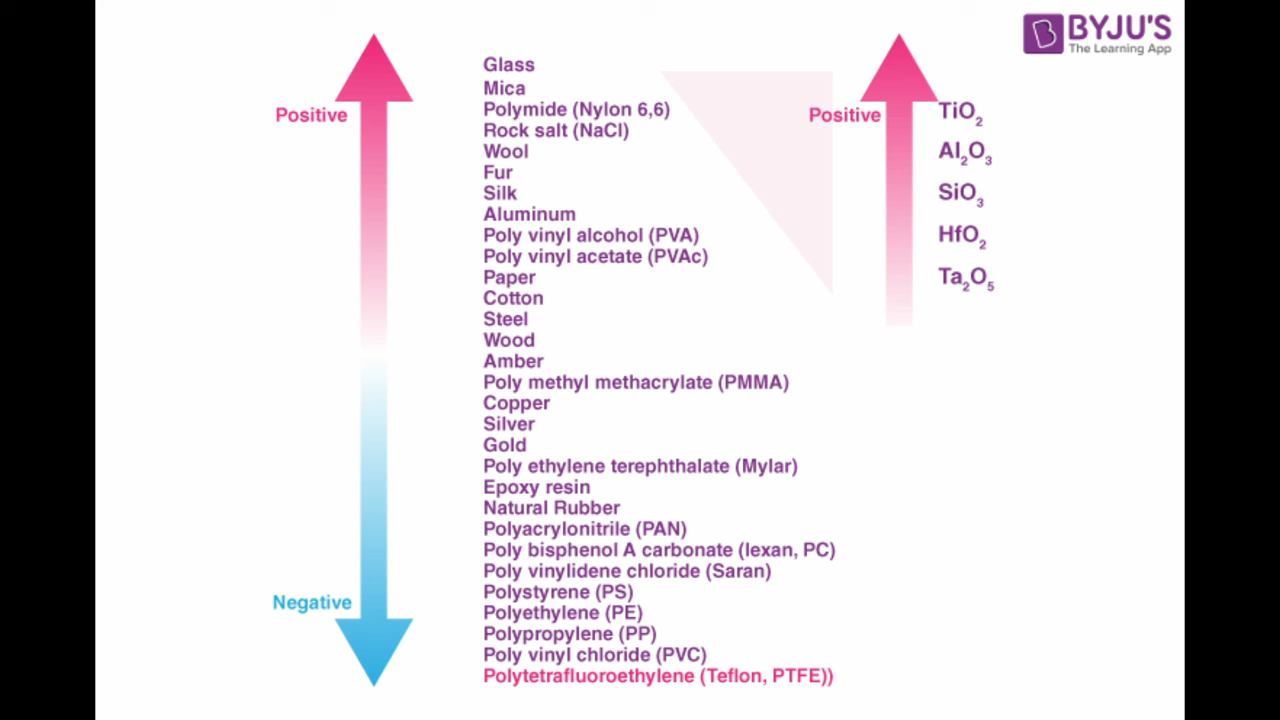 BYJU'S
The Learning App
Positive
Negative
Glass
Mica
Polymide (Nylon 6,6)
Rock salt (NaCl)
Wool
Fur
Silk
Aluminum
Poly vinyl alcohol (PVA)
Poly vinyl acetate (PVAc)
Paper
Cotton
Steel
Wood
Amber
Poly methyl methacrylate (PMMA)
Copper
Silver
Gold
Poly ethylene terephthalate (Mylar)
Epoxy resin
Natural Rubber
Polyacrylonitrile (PAN)
Poly bisphenol A carbonate (lexan, PC)
Poly vinylidene chloride (Saran)
Polystyrene (PS)
Polyethylene (PE)
Polypropylene (PP)
Poly vinyl chloride (PVC)
Polytetrafluoroethylene (Teflon, PTFE))
Positive
TiO₂
Al₂O₃
SiO₃
HfO₂
Ta₂O₅